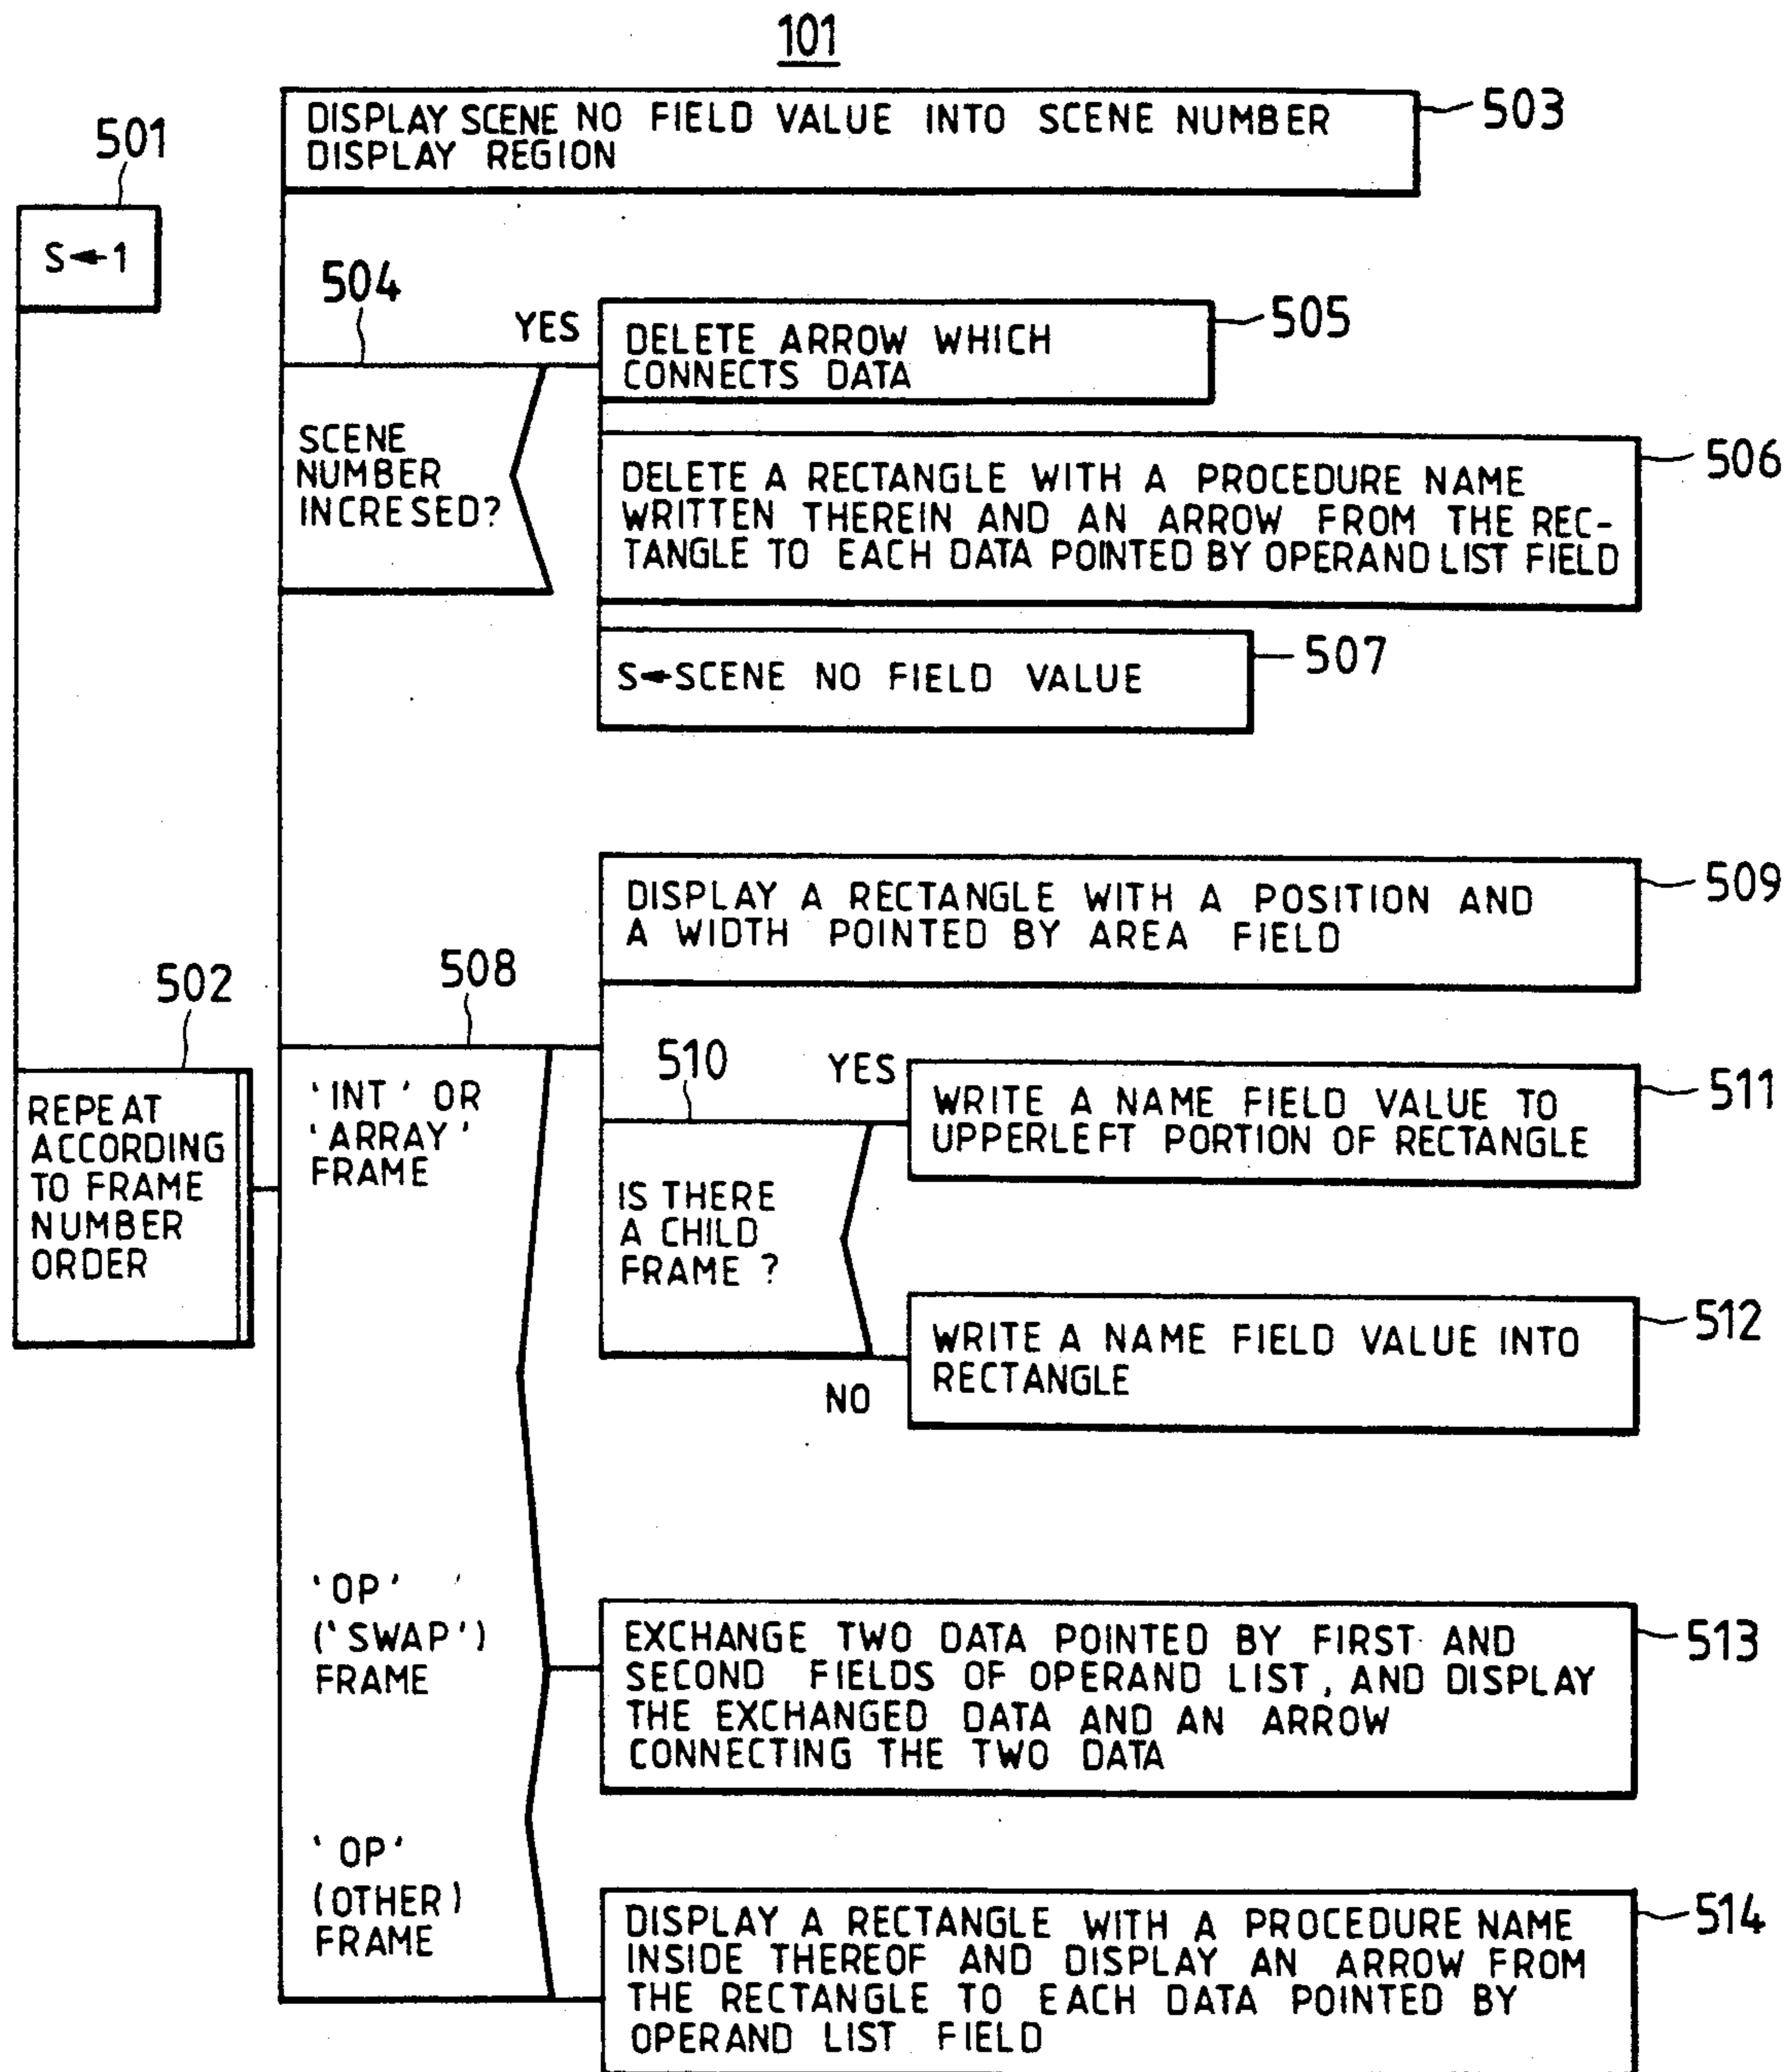 101
DISPLAY SCENE NO FIELD VALUE INTO SCENE NUMBER
DISPLAY REGION
503
501
S←1
504
YES
DELETE ARROW WHICH
CONNECTS DATA
505
SCENE
NUMBER
INCRESED?
DELETE A RECTANGLE WITH A PROCEDURE NAME
WRITTEN THEREIN AND AN ARROW FROM THE REC-
TANGLE TO EACH DATA POINTED BY OPERAND LIST FIELD
506
S←SCENE NO FIELD VALUE
507
DISPLAY A RECTANGLE WITH A POSITION AND
A WIDTH POINTED BY AREA FIELD
509
502
REPEAT
ACCORDING
TO FRAME
NUMBER
ORDER
508
'INT' OR
'ARRAY'
FRAME
510
YES
IS THERE
A CHILD
FRAME ?
WRITE A NAME FIELD VALUE TO
UPPERLEFT PORTION OF RECTANGLE
511
NO
WRITE A NAME FIELD VALUE INTO
RECTANGLE
512
'OP'
('SWAP')
FRAME
EXCHANGE TWO DATA POINTED BY FIRST AND
SECOND FIELDS OF OPERAND LIST, AND DISPLAY
THE EXCHANGED DATA AND AN ARROW
CONNECTING THE TWO DATA
513
'OP'
(OTHER)
FRAME
DISPLAY A RECTANGLE WITH A PROCEDURE NAME
INSIDE THEREOF AND DISPLAY AN ARROW FROM
THE RECTANGLE TO EACH DATA POINTED BY
OPERAND LIST FIELD
514